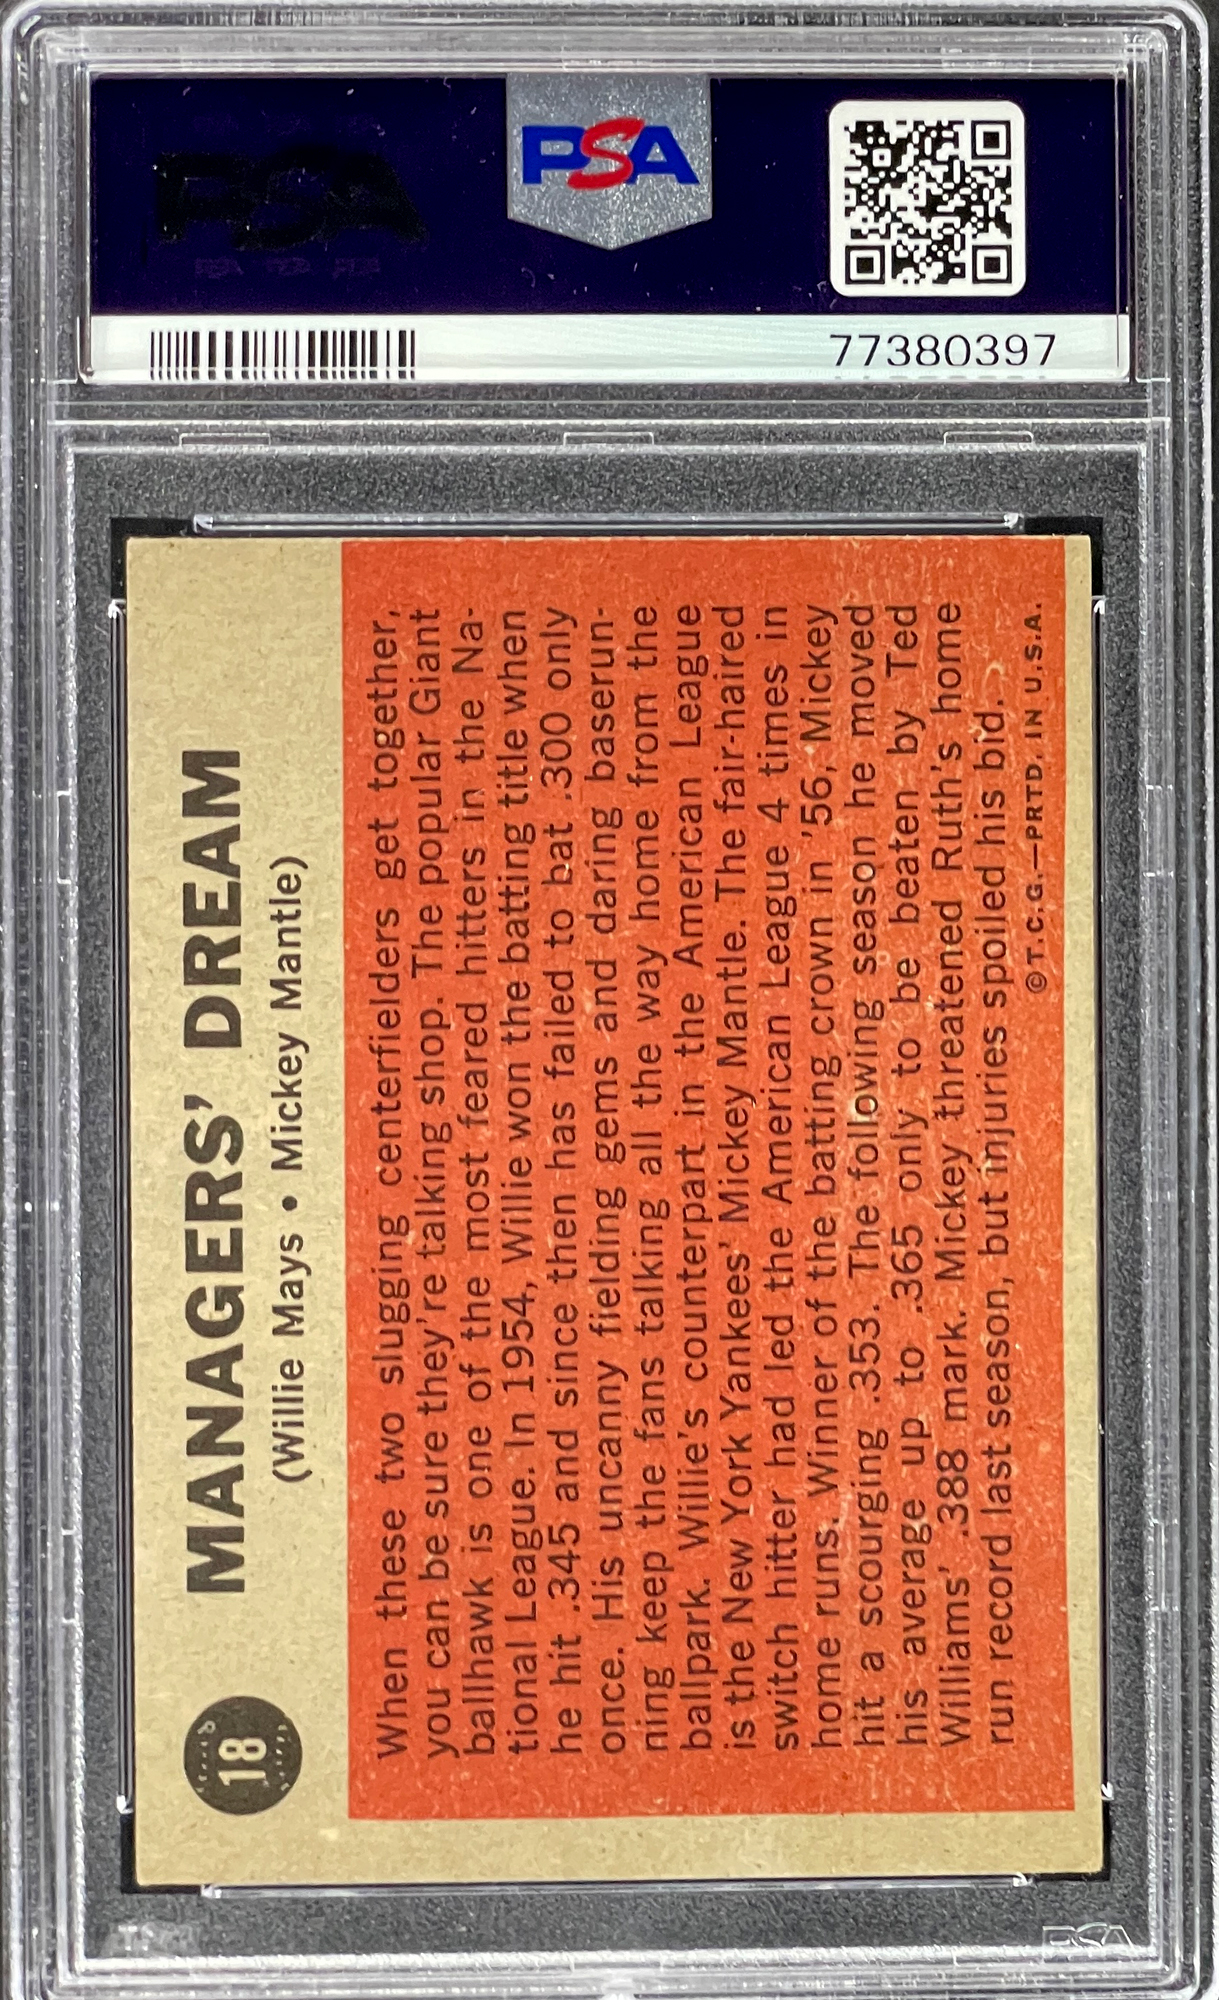 PSA
PSA
77380397
18
MANAGERS' DREAM
(Willie Mays • Mickey Mantle)
When these two slugging centerfielders get together,
you can be sure they're talking shop. The popular Giant
ballhawk is one of the most feared hitters in the Na-
tional League. In 1954, Willie won the batting title when
he hit .345 and since then has failed to bat .300 only
once. His uncanny fielding gems and daring baserun-
ning keep the fans talking all the way home from the
ballpark. Willie's counterpart in the American League
is the New York Yankees' Mickey Mantle. The fair-haired
switch hitter had led the American League 4 times in
home runs. Winner of the batting crown in '56, Mickey
hit a scourging .353. The following season he moved
his average up to .365 only to be beaten by Ted
Williams' .388 mark. Mickey threatened Ruth's home
run record last season, but injuries spoiled his bid.
©T.C.G.—PRTD. IN U.S.A.
PSA